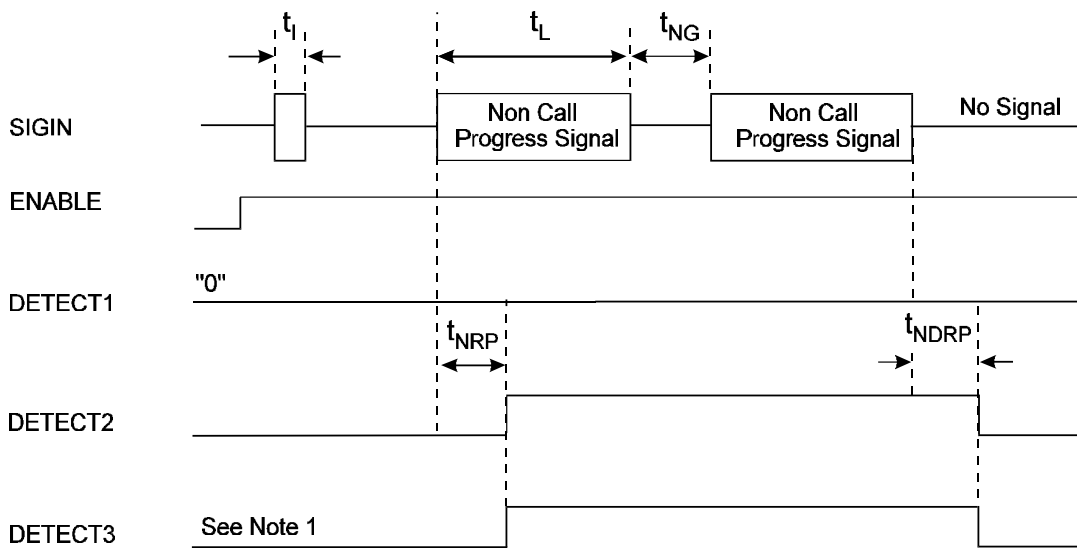 tI
tL
tNG
SIGIN
Non Call
Progress Signal
Non Call
Progress Signal
No Signal
ENABLE
"0"
DETECT1
tNRP
tNDRP
DETECT2
DETECT3
See Note 1